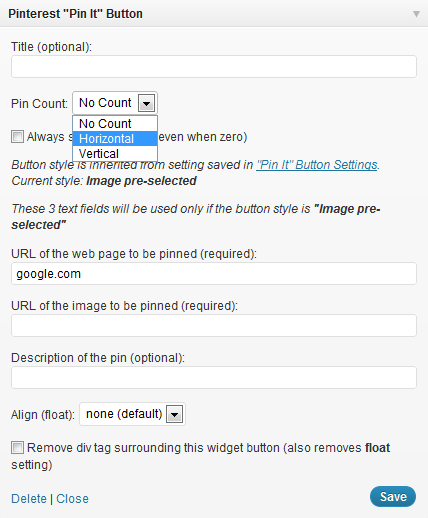 Pinterest "Pin It" Button
Title (optional):
Pin Count: No Count
No Count
Horizontal
Vertical
Always even when zero)
Button style is inherited from setting saved in "Pin It" Button Settings.
Current style: Image pre-selected
These 3 text fields will be used only if the button style is "Image pre-
selected"
URL of the web page to be pinned (required):
google.com
URL of the image to be pinned (required):
Description of the pin (optional):
Align (float): none (default)
Remove div tag surrounding this widget button (also removes float
setting)
Delete | Close
Save